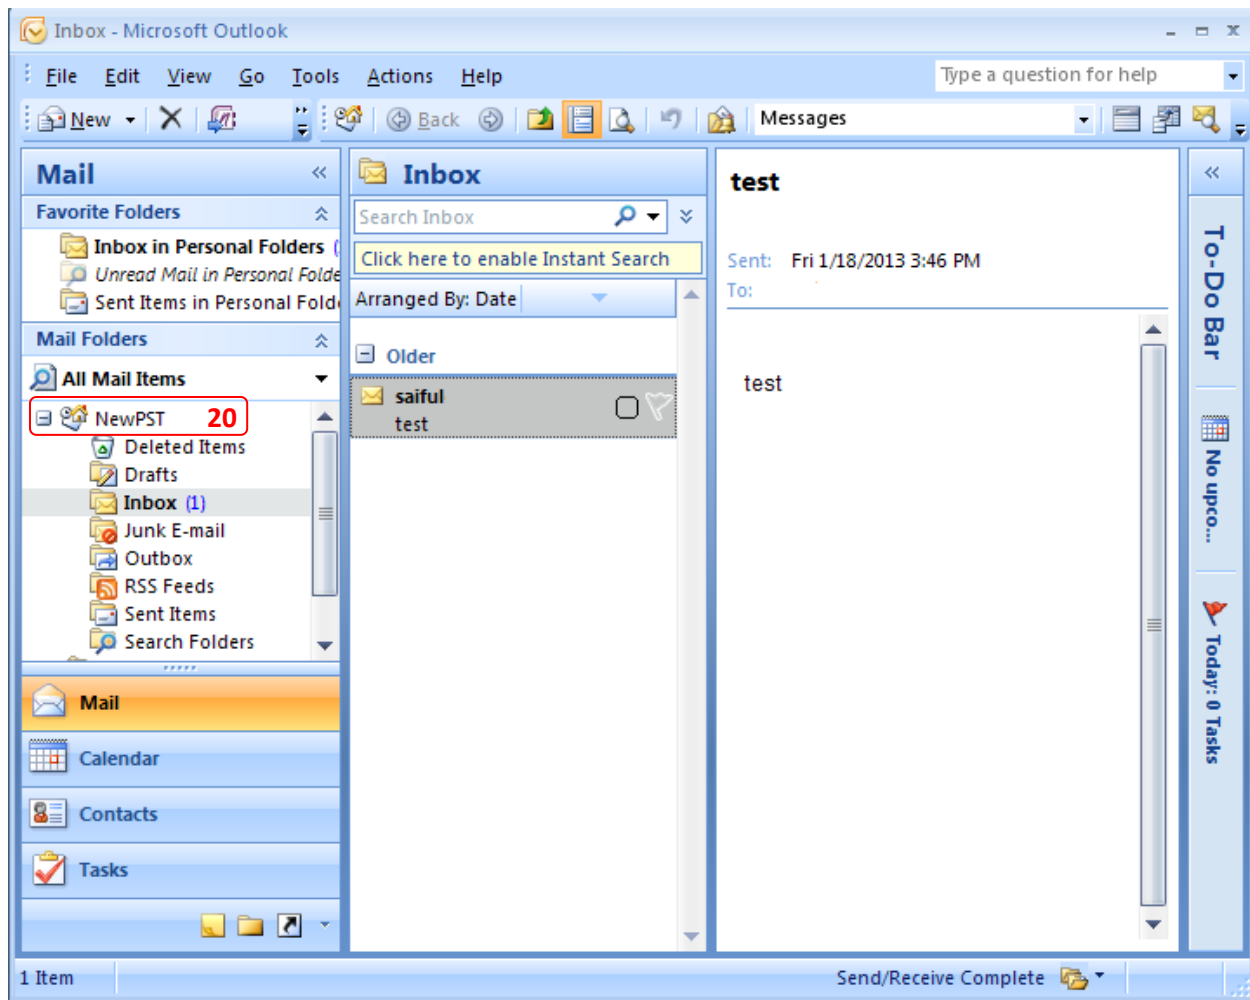 Inbox - Microsoft Outlook
File Edit View Go Tools Actions Help
Type a question for help
New
Back
Messages
Mail
Favorite Folders
Inbox in Personal Folders (
Unread Mail in Personal Folde
Sent Items in Personal Folde
Mail Folders
All Mail Items
NewPST 20
Deleted Items
Drafts
Inbox (1)
Junk E-mail
Outbox
RSS Feeds
Sent Items
Search Folders
Mail
Calendar
Contacts
Tasks
Inbox
Search Inbox
Click here to enable Instant Search
Arranged By: Date
Older
saiful
test
test
Sent: Fri 1/18/2013 3:46 PM
To:
test
To-Do Bar
No upco...
Today: 0 Tasks
1 Item
Send/Receive Complete